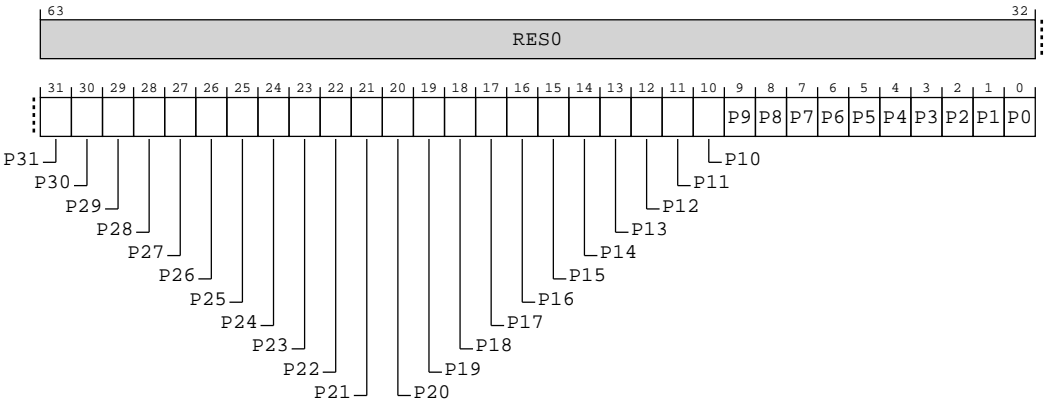 63 32
RES0
31 30 29 28 27 26 25 24 23 22 21 20 19 18 17 16 15 14 13 12 11 10 9 8 7 6 5 4 3 2 1 0
P9 P8 P7 P6 P5 P4 P3 P2 P1 P0
P31 P10
P30 P11
P29 P12
P28 P13
P27 P14
P26 P15
P25 P16
P24 P17
P23 P18
P22 P19
P21 P20